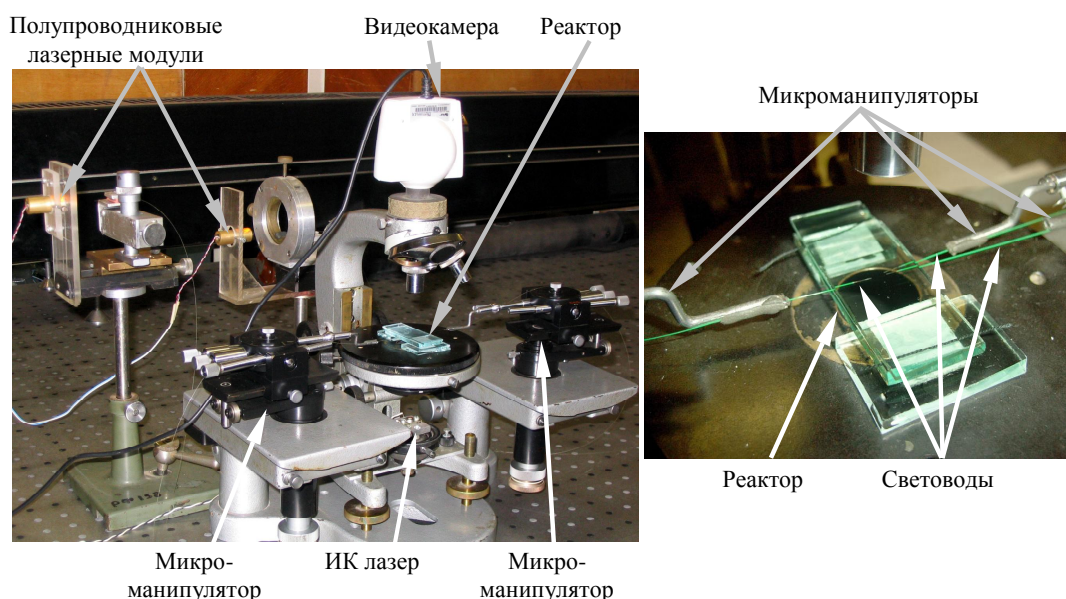 Полупроводниковые
лазерные модули
Видеокамера
Реактор
Микроманипуляторы
Реактор
Световоды
Микро-
манипулятор
ИК лазер
Микро-
манипулятор